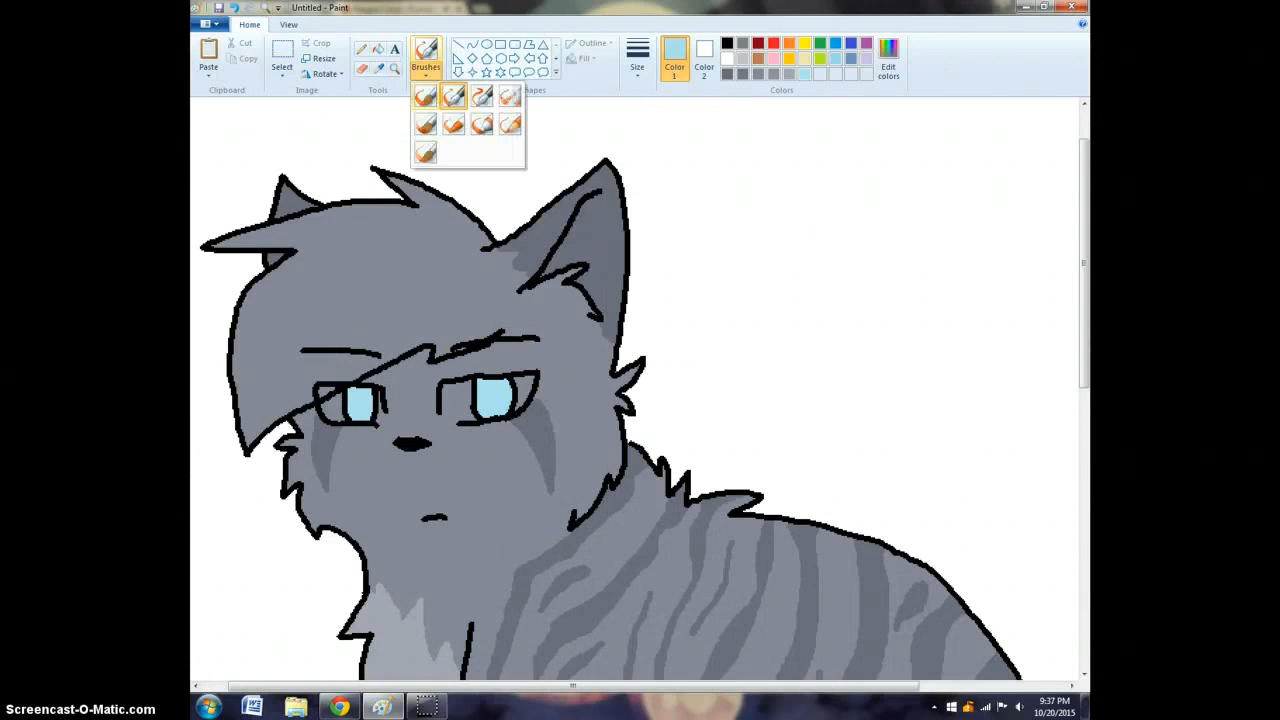 Untitled - Paint
Home
View
Paste
Cut
Copy
Clipboard
Select
Crop
Resize
Rotate
Image
A
Tools
Brushes
Outline
Fill
Shapes
Size
Color
1
Color
2
Edit
colors
Colors
9:37 PM
10/20/2015
Screencast-O-Matic.com